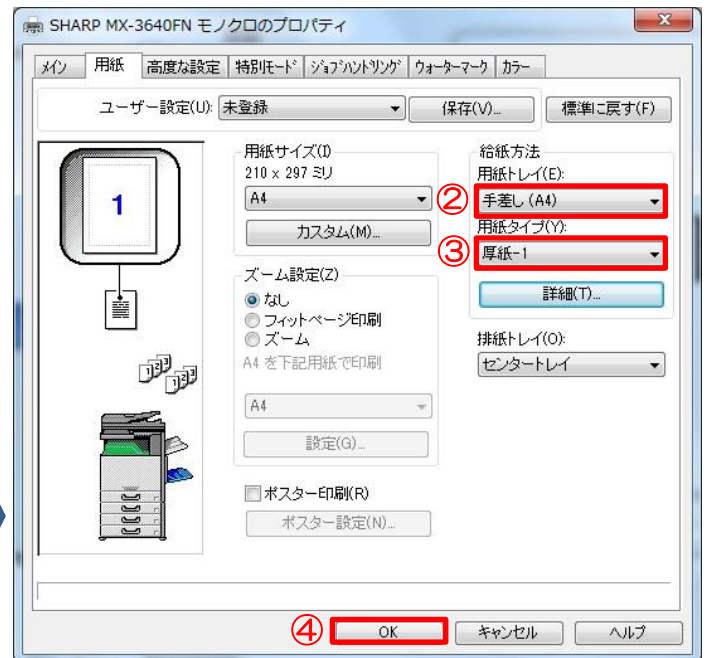 SHARP MX-3640FN モノクロのプロパティ
メイン 用紙 高度な設定 特別モード ジョブハンドリング ウォーターマーク カラー
ユーザー設定(U): 未登録 保存(V)... 標準に戻す(F)
1
用紙サイズ(I)
210 x 297 ミリ
A4
カスタム(M)...
ズーム設定(Z)
なし
フィットページ印刷
ズーム
A4 を下記用紙で印刷
A4
設定(G)...
ポスター印刷(R)
ポスター設定(N)...
給紙方法
用紙トレイ(E):
② 手差し (A4)
用紙タイプ(Y):
③ 厚紙-1
詳細(T)...
排紙トレイ(O):
センタートレイ
1 2 3
1 2 3
④ OK キャンセル ヘルプ